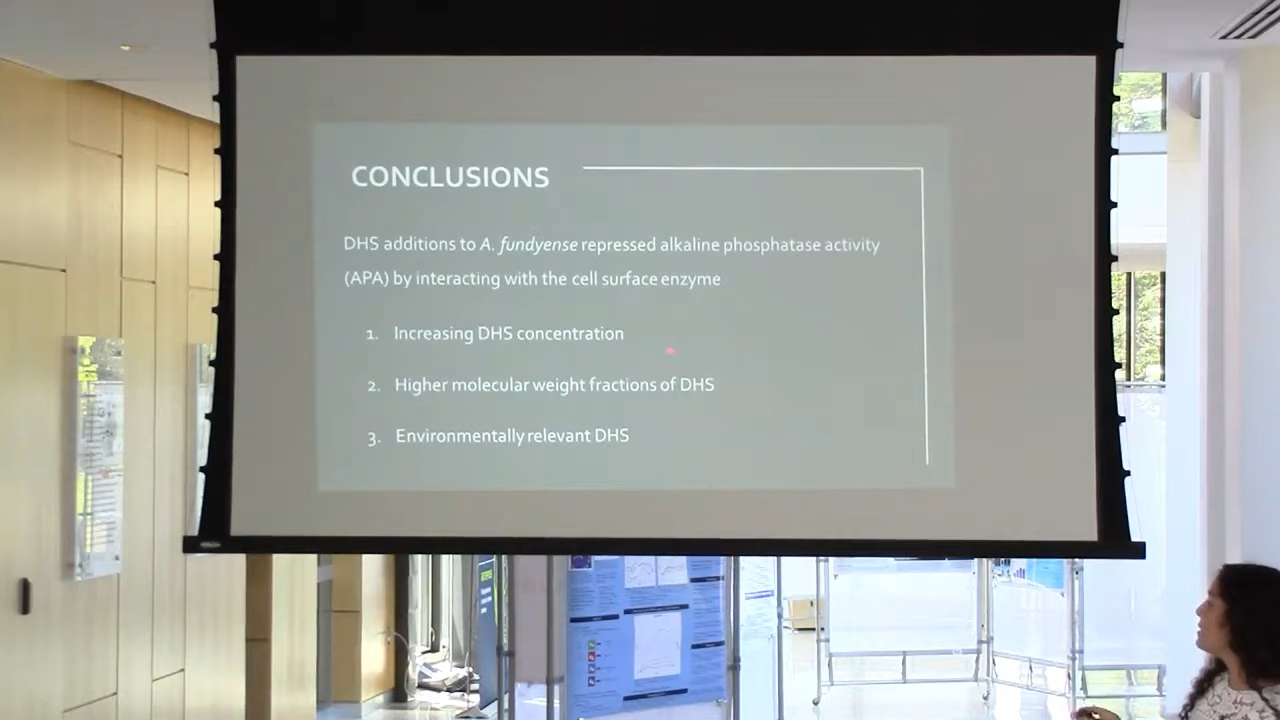 CONCLUSIONS
DHS additions to A. fundyense repressed alkaline phosphatase activity
(APA) by interacting with the cell surface enzyme
1. Increasing DHS concentration
2. Higher molecular weight fractions of DHS
3. Environmentally relevant DHS